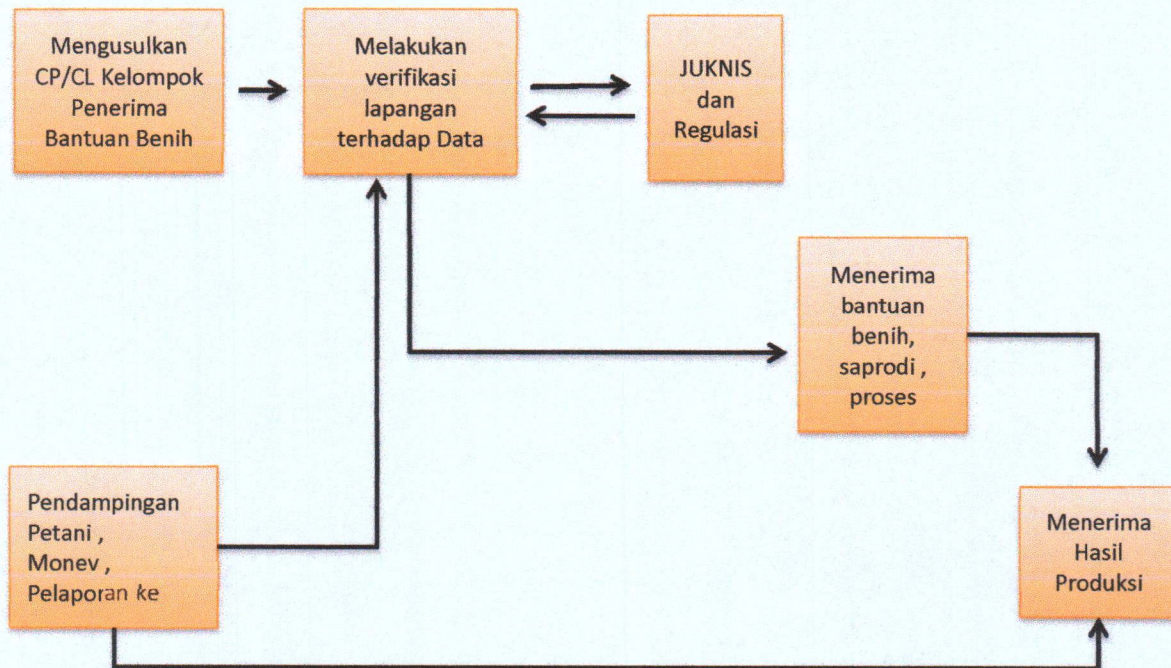 Mengusulkan
CP/CL Kelompok
Penerima
Bantuan Benih
Melakukan
verifikasi
lapangan
terhadap Data
JUKNIS
dan
Regulasi
Menerima
bantuan
benih,
saprodi ,
proses
Pendampingan
Petani ,
Monev ,
Pelaporan ke
Menerima
Hasil
Produksi